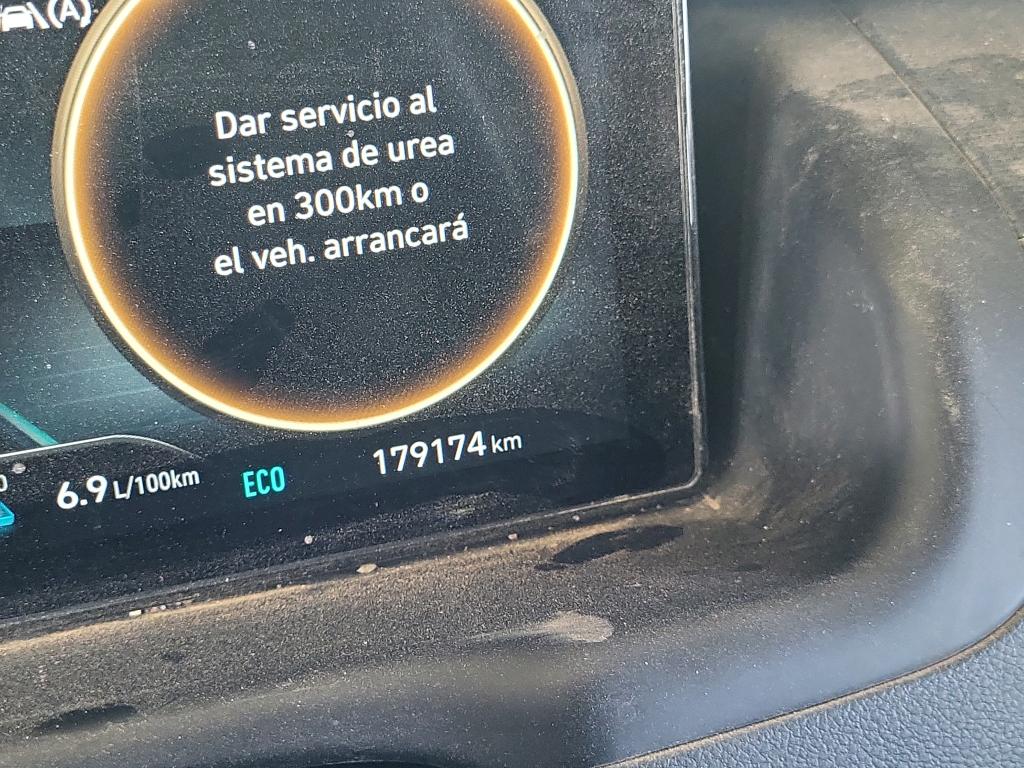 (A)
Dar servicio al
sistema de urea
en 300km o
el veh. arrancará
179174 km
6.9 L/100km ECO